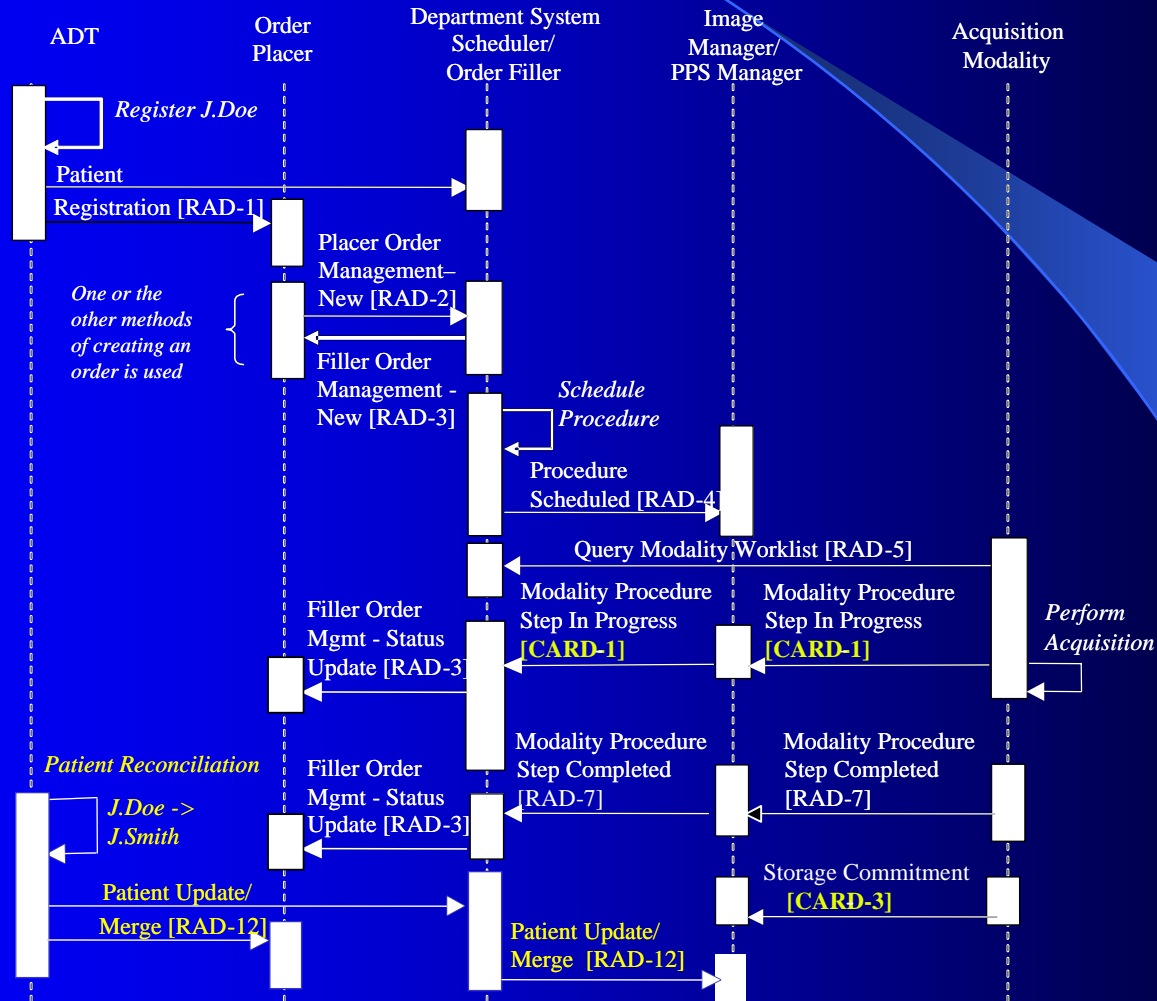 ADT
Order
Placer
Department System
Scheduler/
Order Filler
Image
Manager/
PPS Manager
Acquisition
Modality
Register J.Doe
Patient
Registration [RAD-1]
Placer Order
Management–
New [RAD-2]
One or the
other methods
of creating an
order is used
Filler Order
Management -
New [RAD-3]
Schedule
Procedure
Procedure
Scheduled [RAD-4]
Query Modality Worklist [RAD-5]
Modality Procedure
Step In Progress
[CARD-1]
Modality Procedure
Step In Progress
[CARD-1]
Perform
Acquisition
Filler Order
Mgmt - Status
Update [RAD-3]
Modality Procedure
Step Completed
[RAD-7]
Modality Procedure
Step Completed
[RAD-7]
Patient Reconciliation
J.Doe ->
J.Smith
Filler Order
Mgmt - Status
Update [RAD-3]
Storage Commitment
[CARD-3]
Patient Update/
Merge [RAD-12]
Patient Update/
Merge [RAD-12]